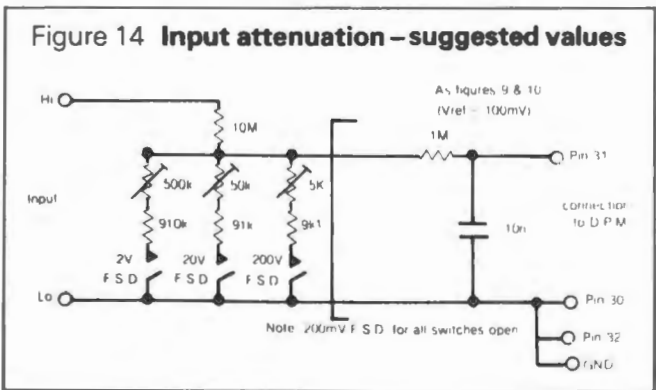 Figure 14 Input attenuation – suggested values
Hi
As figures 9 & 10
(Vref = 100mV)
10M
1M
Pin 31
500k
50k
5K
Input
910k
91k
9k1
10n
connection
to D.P.M
2V
F S D
20V
F S D
200V
F S D
Lo
Pin 30
Note 200mV F S D for all switches open
Pin 32
GND